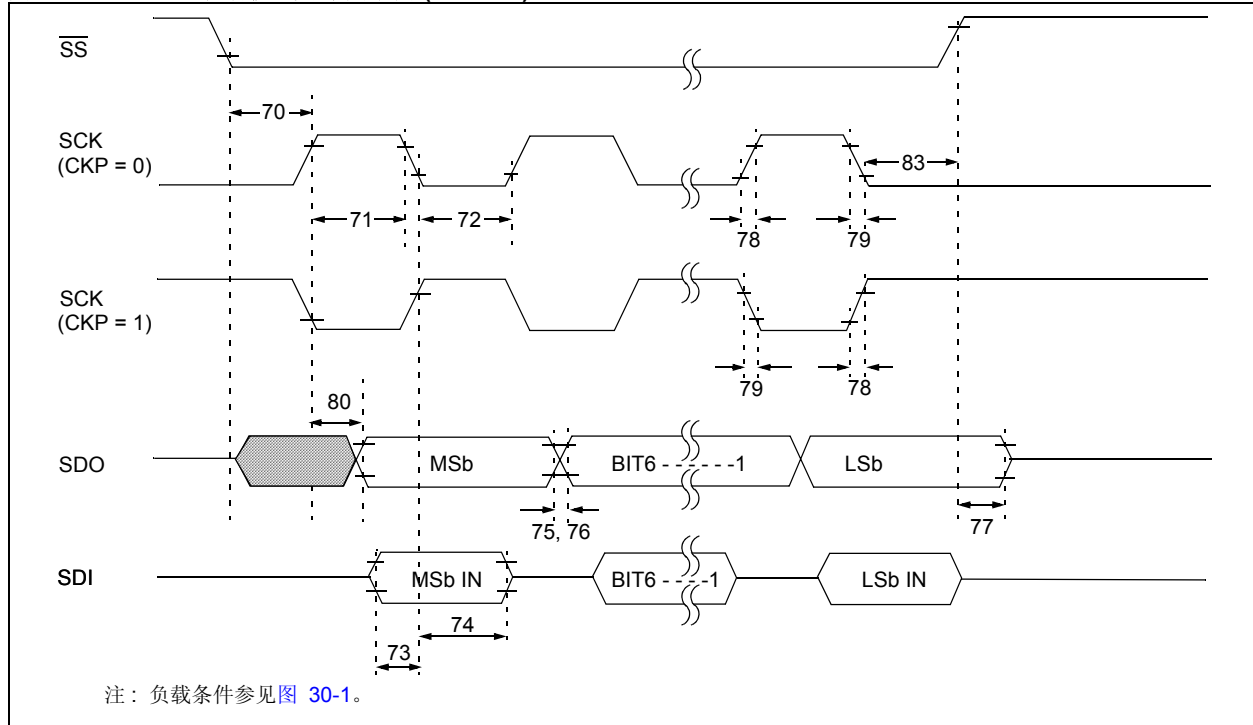 SS
70
SCK
(CKP = 0)
83
71
72
78
79
SCK
(CKP = 1)
79
78
80
SDO
MSb
BIT6 - - - - - - -1
LSb
75, 76
77
SDI
MSb IN
BIT6 - - - - -1
LSb IN
74
73
注：负载条件参见图 30-1。